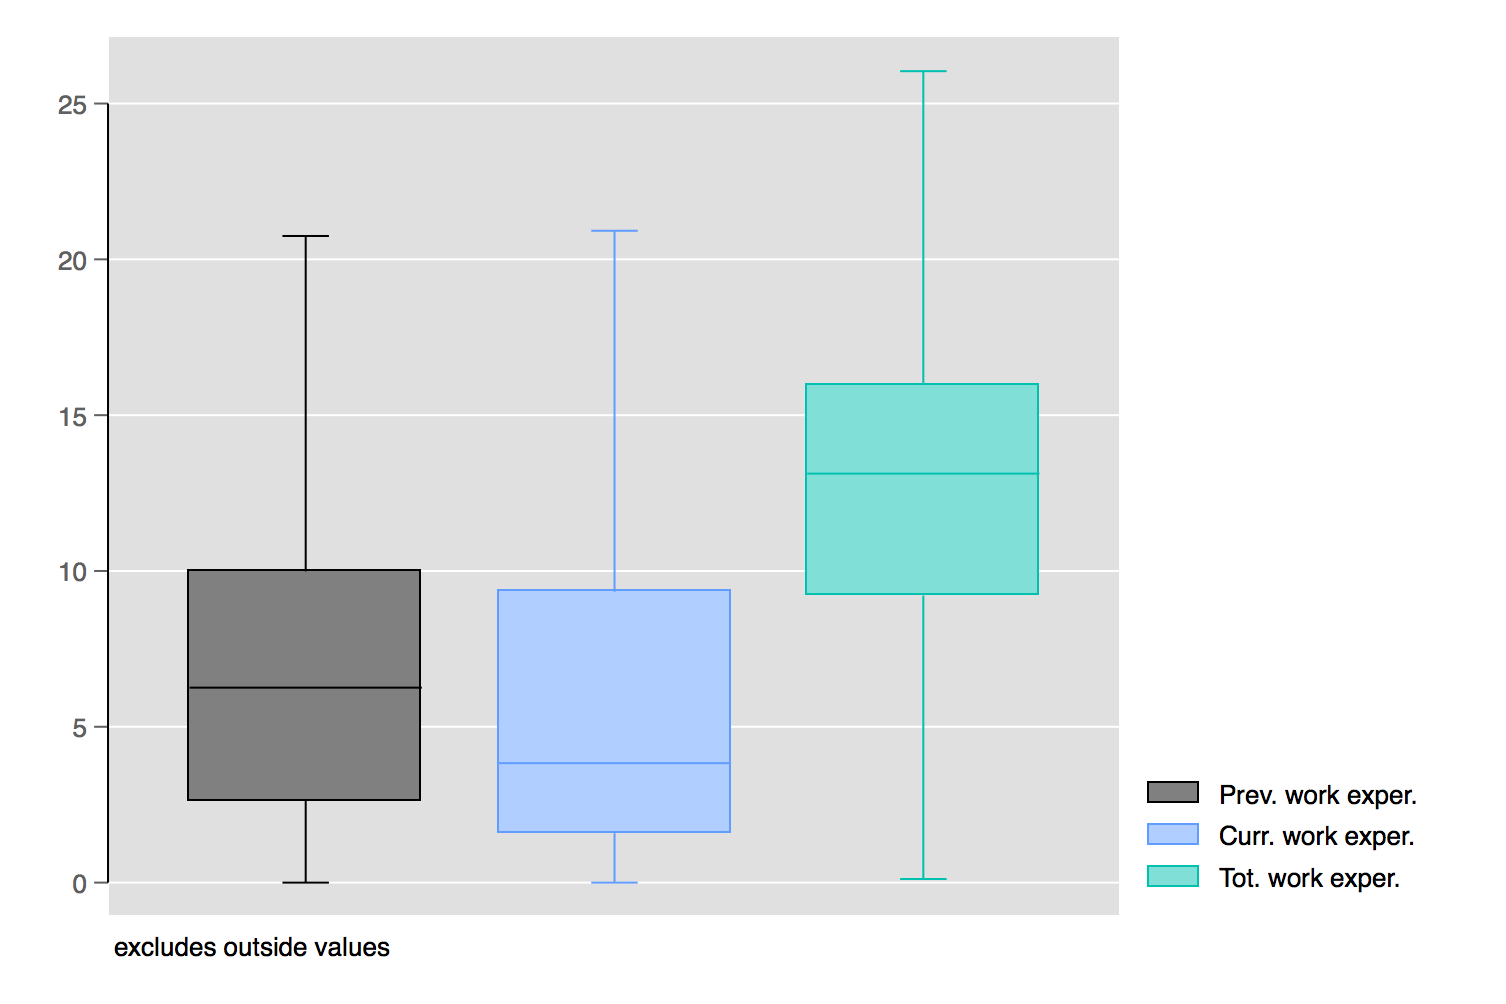 25
20
15
10
5
0
Prev. work exper.
Curr. work exper.
Tot. work exper.
excludes outside values